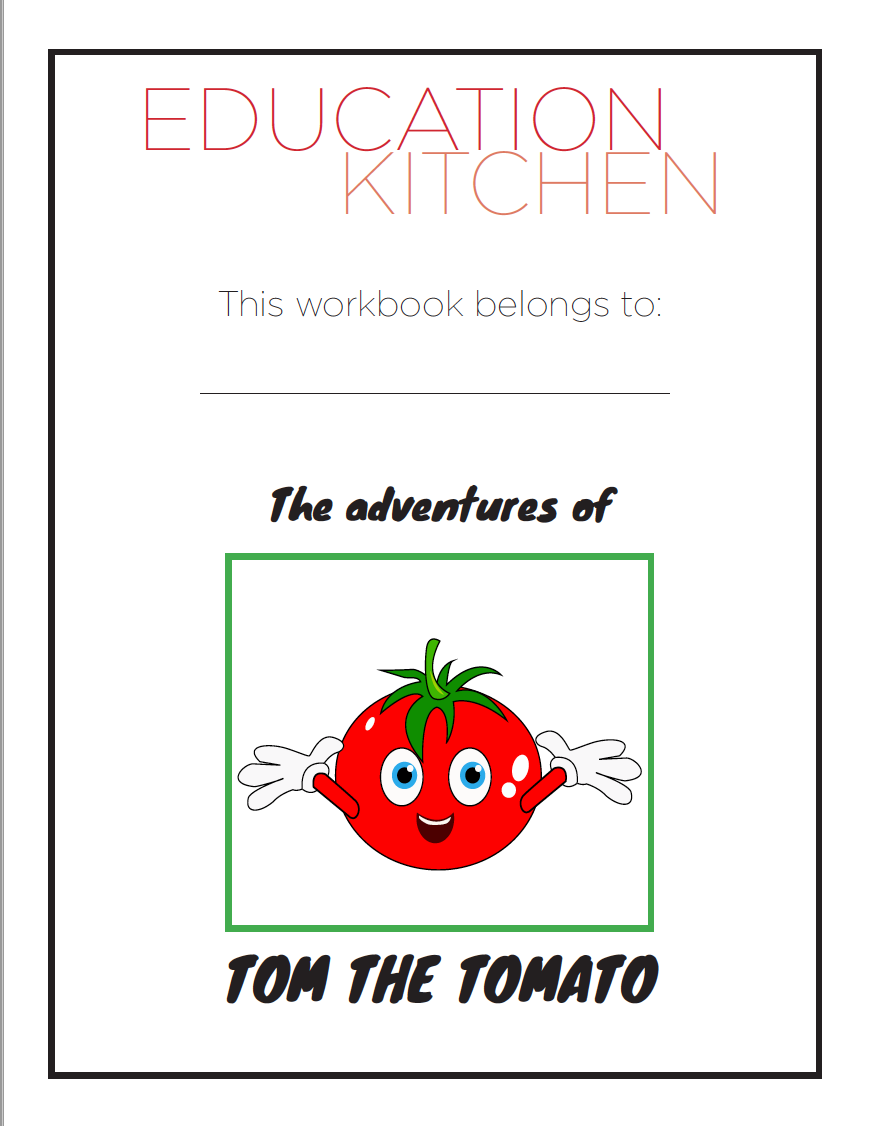 EDUCATION
KITCHEN
This workbook belongs to:
The adventures of
TOM THE TOMATO